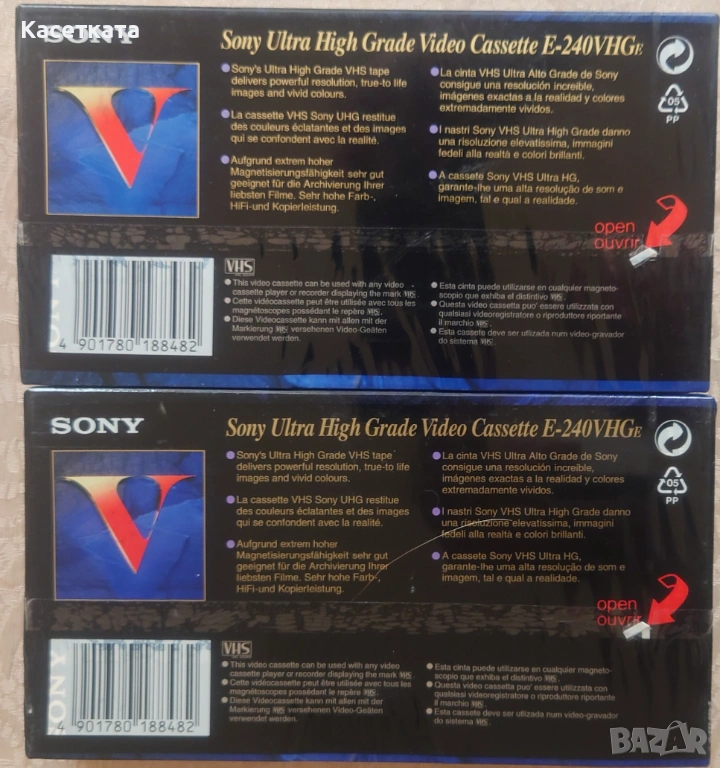 Касетката
SONY
Sony Ultra High Grade Video Cassette E-240VHGE
V
Sony's Ultra High Grade VHS tape
delivers powerful resolution, true-to life
images and vivid colours.
La cassette VHS Sony UHG restitue
des couleurs éclatantes et des images
qui se confondent avec la realité.
Aufgrund extrem hoher
Magnetisierungsfähigkeit sehr gut
geeignet für die Archivierung Ihrer
liebsten Filme. Sehr hohe Farb-,
HiFi-und Kopierleistung.
La cinta VHS Ultra Alto Grade de Sony
consigue una resolución increible,
imágenes exactas a la realidad y colores
extremadamente vividos.
I nastri Sony VHS Ultra High Grade danno
una risoluzione elevatissima, immagini
fedeli alla realtà e colori brillanti.
A cassete Sony VHS Ultra HG,
garante-lhe uma alta resolução de som e
imagem, tal e qual a realidade.
05
PP
open
ouvrir
4 901780 188482
VHS
This video cassette can be used with any video
cassette player or recorder displaying the mark VHS.
Cette vidéocassette peut être utilisée avec tous les
magnétoscopes possédant le repère VHS.
Diese Videocassette kann mit allen mit der
Markierung VHS versehenen Video-Geäten
verwendet werden.
Esta cinta puede utilizarse en cualquier magneto-
scopio que exhiba el distintivo VHS.
Questa video cassetta puo' essere utilizzata con
qualsiasi videoregistratore o riproduttore riportante
il marchio VHS.
Esta cassete deve ser utilizada num video-gravador
do sistema VHS.
SONY
Sony Ultra High Grade Video Cassette E-240VHGE
V
Sony's Ultra High Grade VHS tape
delivers powerful resolution, true-to life
images and vivid colours.
La cassette VHS Sony UHG restitue
des couleurs éclatantes et des images
qui se confondent avec la realité.
Aufgrund extrem hoher
Magnetisierungsfähigkeit sehr gut
geeignet für die Archivierung Ihrer
liebsten Filme. Sehr hohe Farb-,
HiFi-und Kopierleistung.
La cinta VHS Ultra Alto Grade de Sony
consigue una resolución increible,
imágenes exactas a la realidad y colores
extremadamente vividos.
I nastri Sony VHS Ultra High Grade danno
una risoluzione elevatissima, immagini
fedeli alla realtà e colori brillanti.
A cassete Sony VHS Ultra HG,
garante-lhe uma alta resolução de som e
imagem, tal e qual a realidade.
05
PP
open
ouvrir
SONY
4 901780 188482
VHS
This video cassette can be used with any video
cassette player or recorder displaying the mark VHS.
Cette vidéocassette peut être utilisée avec tous les
magnétoscopes possédant le repère VHS.
Diese Videocassette kann mit allen mit der
Markierung VHS versehenen Video-Geäten
verwendet werden.
Esta cinta puede utilizarse en cualquier magneto-
scopio que exhiba el distintivo VHS.
Questa video cassetta puo' essere utilizzata con
qualsiasi videoregistratore o riproduttore riportante
il marchio VHS.
Esta cassete deve ser utilizada num video-gravador
do sistema VHS.
BAZAR